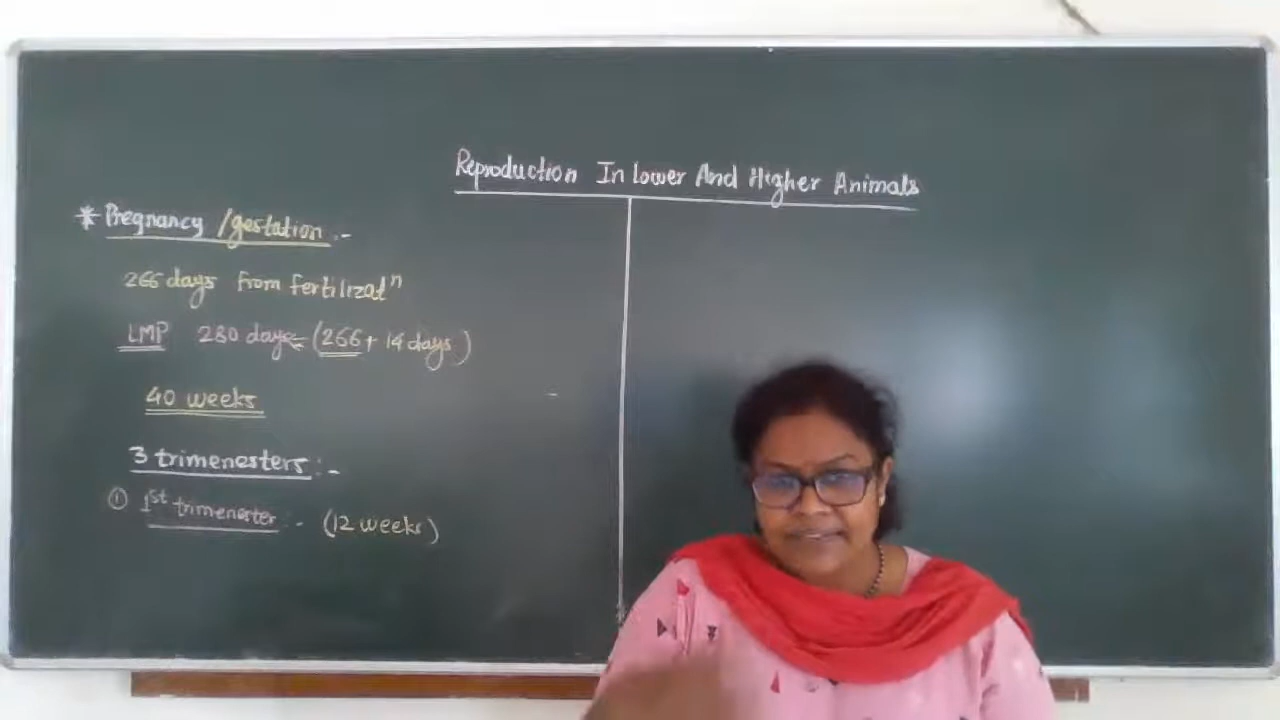 Reproduction In Lower And Higher Animals
* Pregnancy / gestation :-
266 days from fertilizatⁿ
LMP 280 days = (266 + 14 days)
40 weeks
3 trimenesters :-
① 1st trimenester - (12 weeks)